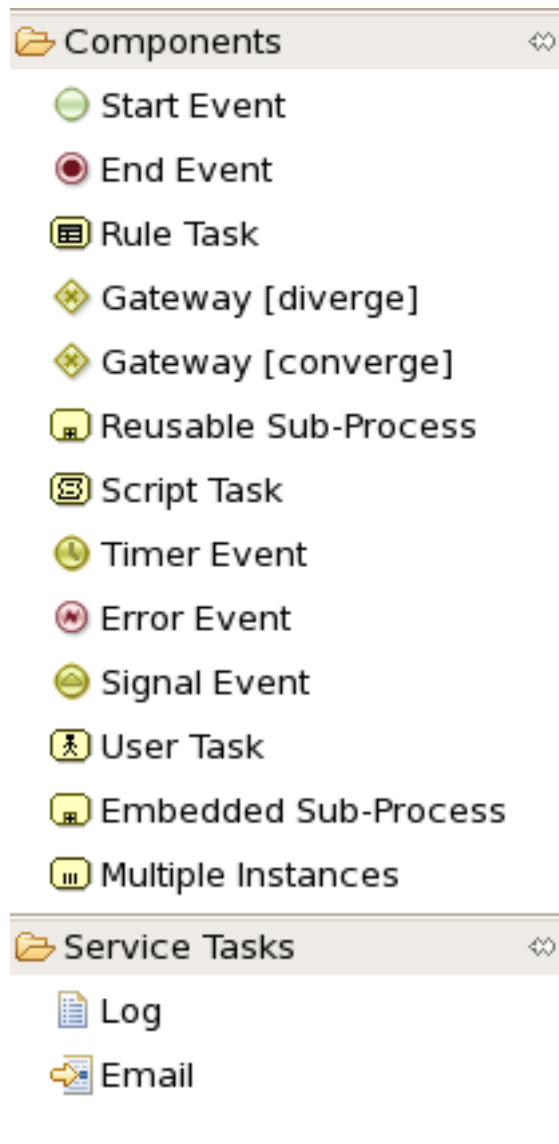 Components
Start Event
End Event
Rule Task
Gateway [diverge]
Gateway [converge]
Reusable Sub-Process
Script Task
Timer Event
Error Event
Signal Event
User Task
Embedded Sub-Process
Multiple Instances
Service Tasks
Log
Email